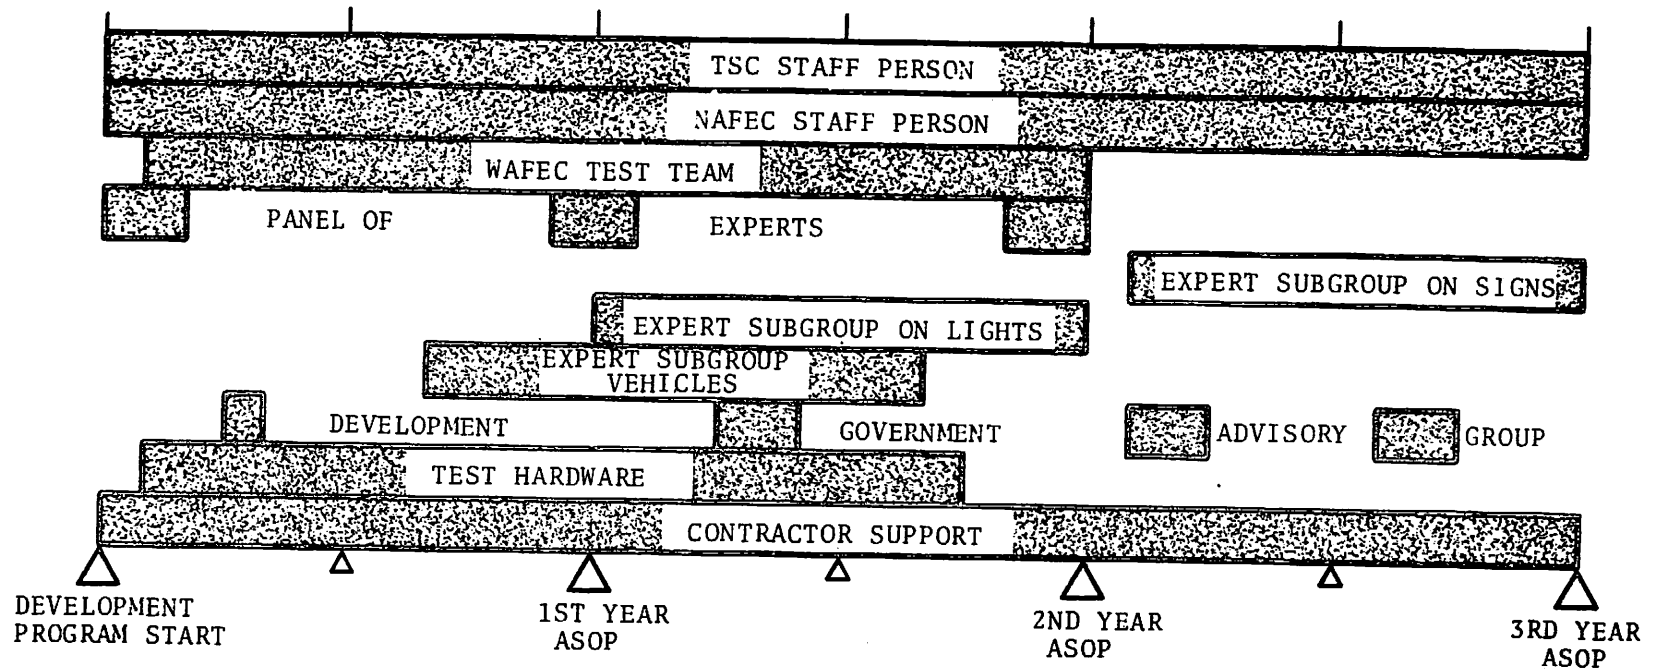 TSC STAFF PERSON
NAFEC STAFF PERSON
WAFEC TEST TEAM
PANEL OF EXPERTS
EXPERT SUBGROUP ON SIGNS
EXPERT SUBGROUP ON LIGHTS
EXPERT SUBGROUP
VEHICLES
DEVELOPMENT GOVERNMENT ADVISORY GROUP
TEST HARDWARE
CONTRACTOR SUPPORT
DEVELOPMENT
PROGRAM START
1ST YEAR
ASOP
2ND YEAR
ASOP
3RD YEAR
ASOP